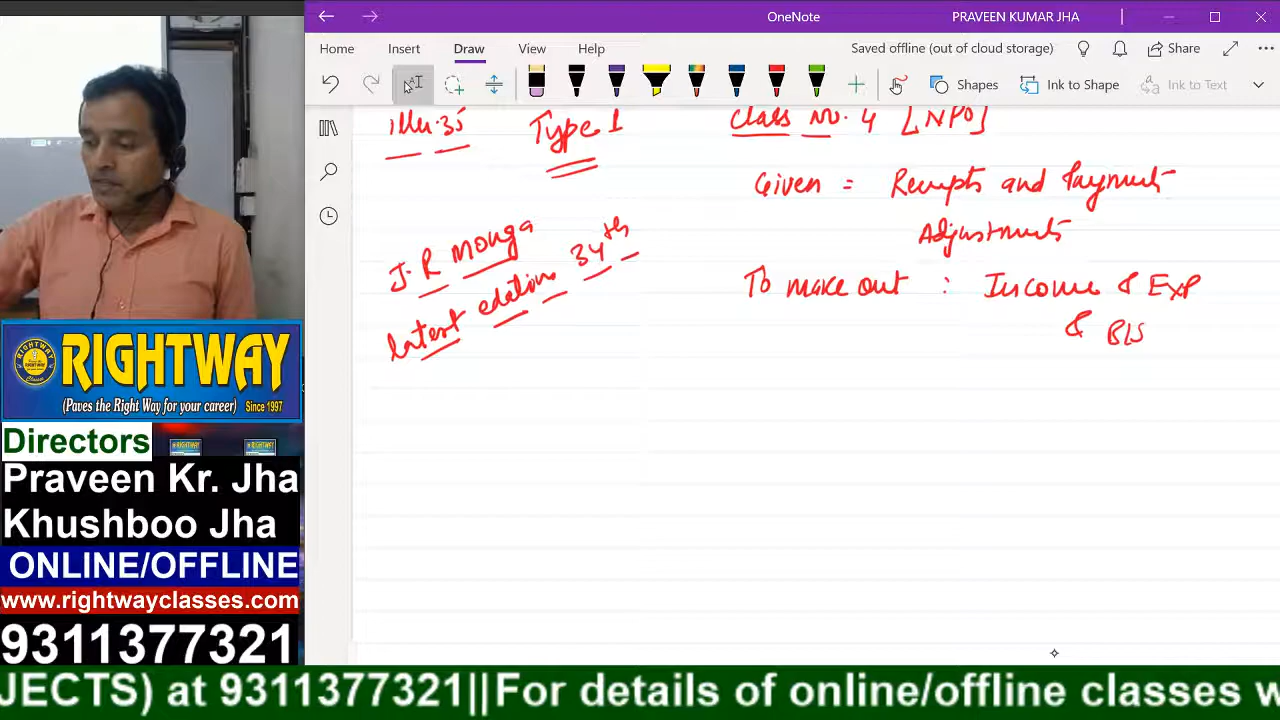 OneNote
PRAVEEN KUMAR JHA
Home Insert Draw View Help
Saved offline (out of cloud storage)
Share
Shapes
Ink to Shape
Ink to Text
illu.35 Type 1
Class No. 4 [NPO]
Given = Receipts and Payments
Adjustments
J.R Monga
latest edition 34th
To make out : Income & Exp
& B/S
RIGHTWAY
(Paves the Right Way for your career) Since 1997
Directors
Praveen Kr. Jha
Khushboo Jha
ONLINE/OFFLINE
www.rightwayclasses.com
9311377321
JECTS) at 9311377321||For details of online/offline classes w